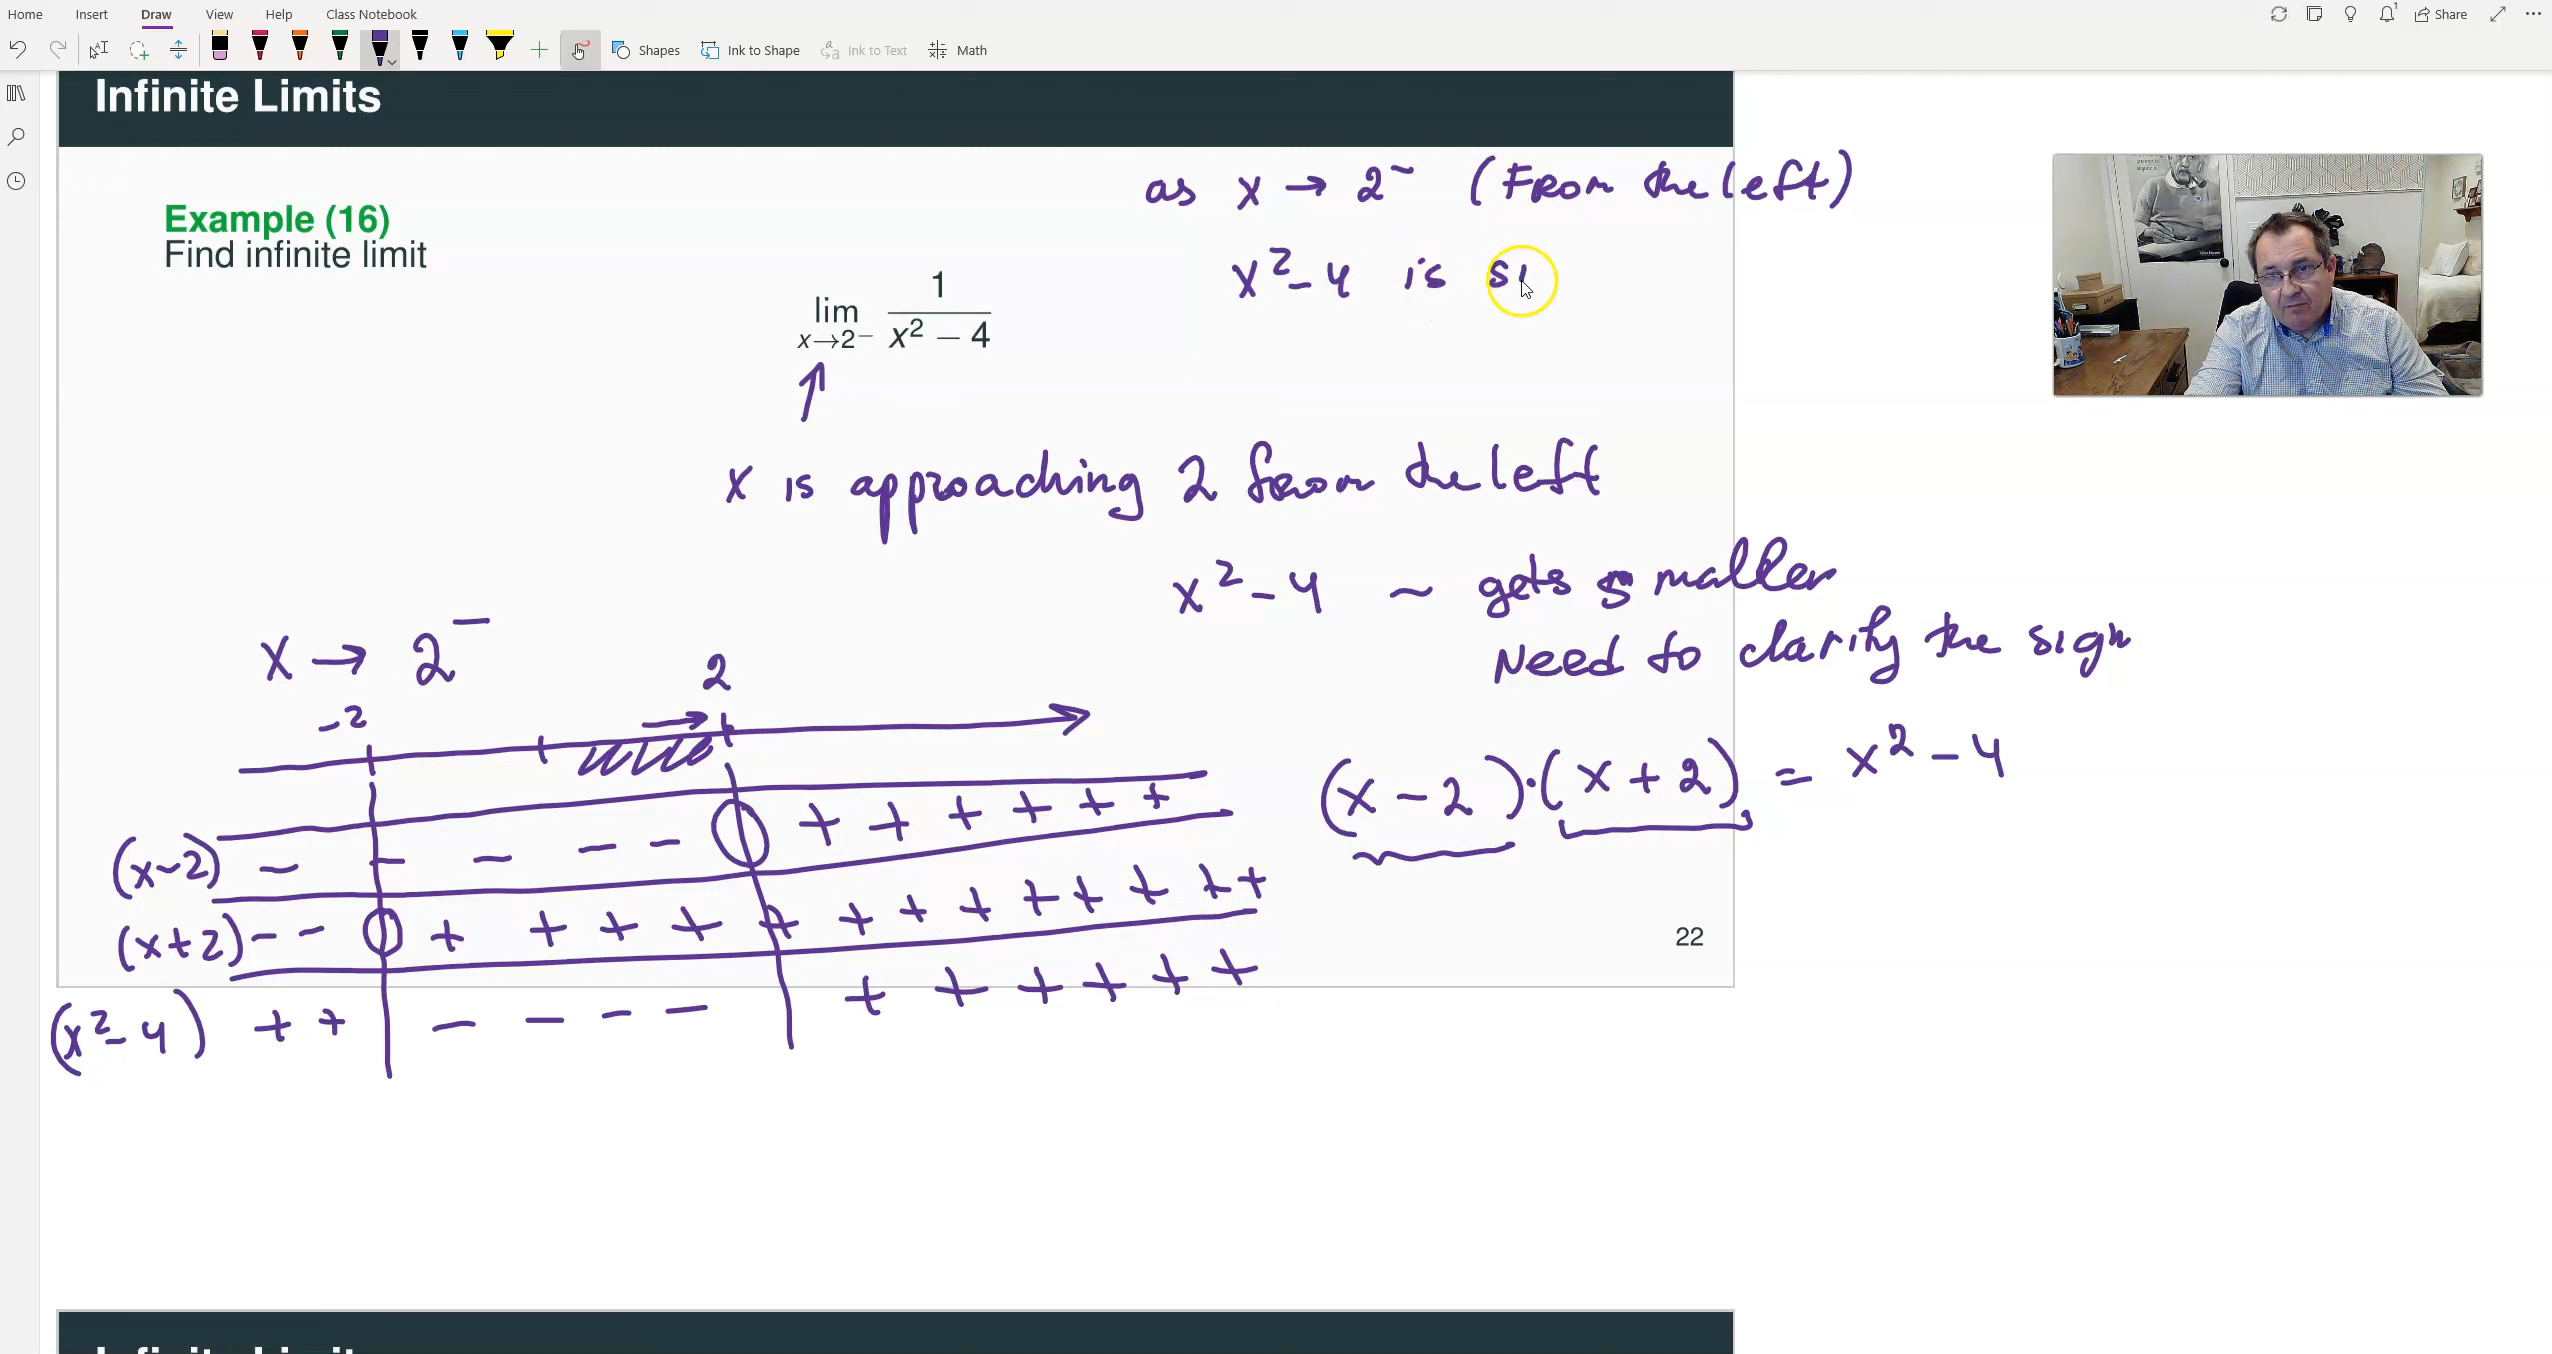 Home Insert Draw View Help Class Notebook Share
Shapes Ink to Shape Ink to Text Math
Infinite Limits
Example (16)
Find infinite limit
lim x→2⁻ 1/(x² − 4)
as x → 2⁻ (From the left)
x² - 4 is
x is approaching 2 from the left
x² - 4 ~ gets smaller
Need to clarify the sign
x → 2⁻
-2 2
(x - 2)·(x + 2) = x² - 4
(x-2) - - - - - 0 + + + + + +
(x+2) - - 0 + + + + + + + + + + + +
(x² - 4) + + - - - - + + + + + +
22
Infinite Limits